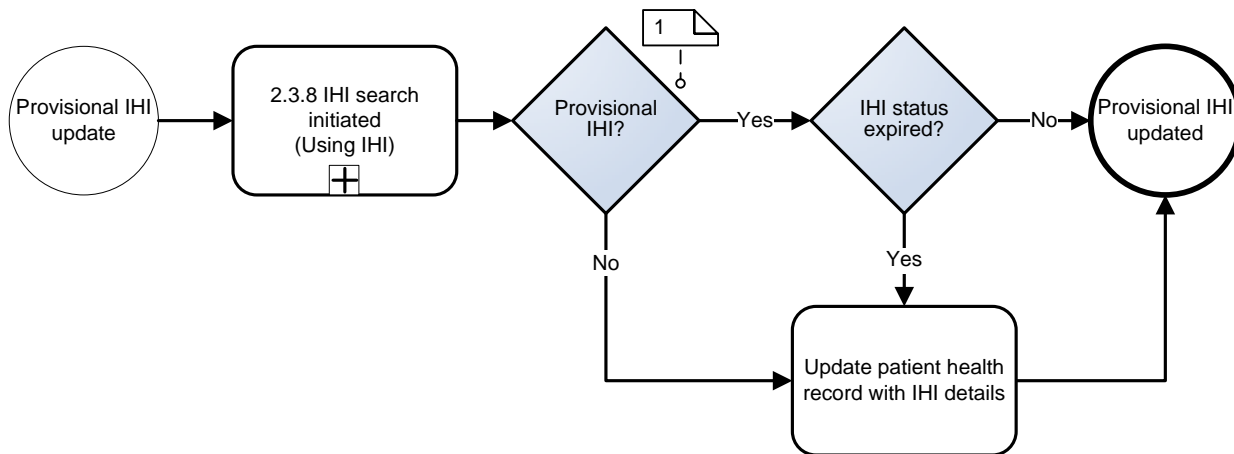 Provisional IHI
update
2.3.8 IHI search
initiated
(Using IHI)
Provisional
IHI?
1
Yes
IHI status
expired?
No
Provisional IHI
updated
No
Yes
Update patient health
record with IHI details